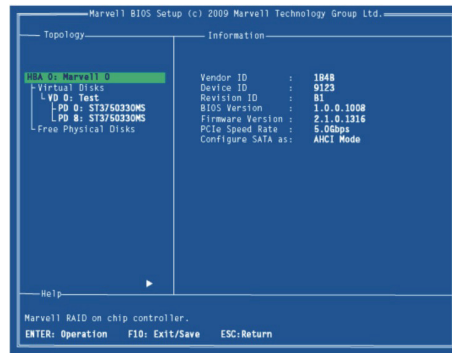 Marvell BIOS Setup (c) 2009 Marvell Technology Group Ltd.
Topology
Information
HBA 0: Marvell 0
Virtual Disks
VD 0: Test
PD 0: ST3750330MS
PD 8: ST3750330MS
Free Physical Disks
Vendor ID : 1B4B
Device ID : 9123
Revision ID : B1
BIOS Version : 1.0.0.1008
Firmware Version : 2.1.0.1316
PCIe Speed Rate : 5.0Gbps
Configure SATA as: AHCI Mode
Help
Marvell RAID on chip controller.
ENTER: Operation F10: Exit/Save ESC:Return